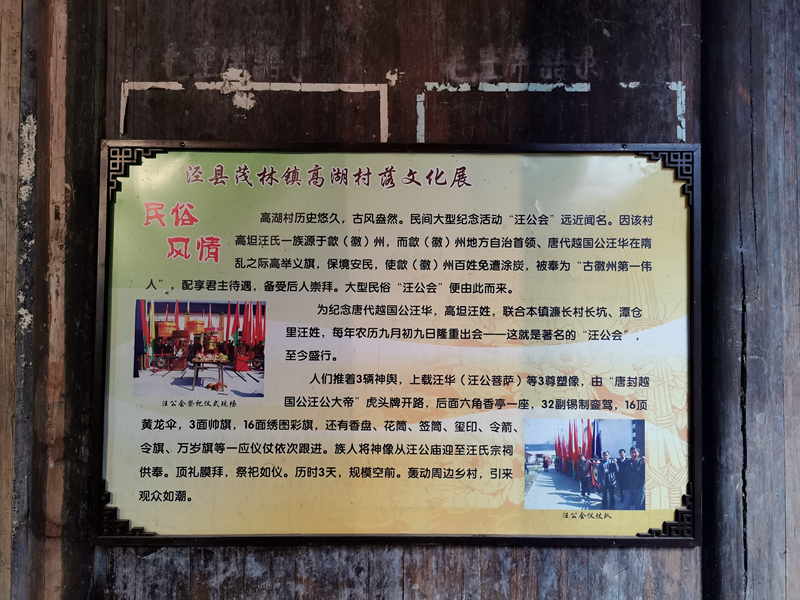 毛主席语录
毛主席语录
泾县茂林镇高湖村落文化展
民俗
风情
高湖村历史悠久，古风盎然。民间大型纪念活动“汪公会”远近闻名。因该村
高坦汪氏一族源于歙（徽）州，而歙（徽）州地方自治首领、唐代越国公汪华在隋
乱之际高举义旗，保境安民，使歙（徽）州百姓免遭涂炭，被奉为“古徽州第一伟
人”，配享君主待遇，备受后人崇拜。大型民俗“汪公会”便由此而来。
为纪念唐代越国公汪华，高坦汪姓，联合本镇濂长村长坑、潭仓
里汪姓，每年农历九月初九日隆重出会——这就是著名的“汪公会”，
至今盛行。
人们推着3辆神舆，上载汪华（汪公菩萨）等3尊塑像，由“唐封越
国公汪公大帝”虎头牌开路，后面六角香亭一座，32副锡制銮驾，16顶
黄龙伞，3面帅旗，16面绣图彩旗，还有香盘、花筒、签筒、玺印、令箭、
令旗、万岁旗等一应仪仗依次跟进。族人将神像从汪公庙迎至汪氏宗祠
供奉。顶礼膜拜，祭祀如仪。历时3天，规模空前。轰动周边乡村，引来
观众如潮。
汪公会祭祀仪式现场
汪公会仪仗队